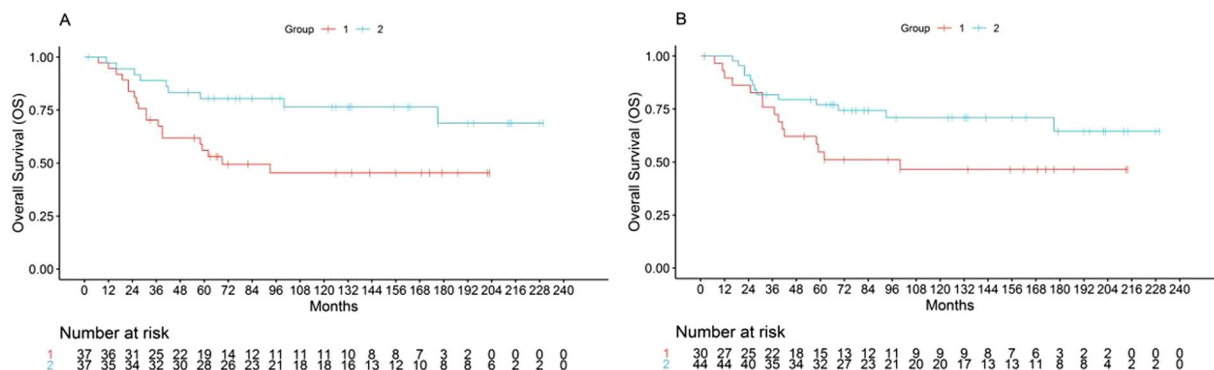 A
Group 1 2
1.00
0.75
0.50
0.25
0.00
Overall Survival (OS)
0 12 24 36 48 60 72 84 96 108 120 132 144 156 168 180 192 204 216 228 240
Months
Number at risk
1 37 36 31 25 22 19 14 12 11 11 11 10 8 8 7 3 2 0 0 0 0
2 37 35 34 32 30 28 26 23 21 18 18 16 13 12 10 8 8 6 2 2 0
B
Group 1 2
1.00
0.75
0.50
0.25
0.00
Overall Survival (OS)
0 12 24 36 48 60 72 84 96 108 120 132 144 156 168 180 192 204 216 228 240
Months
Number at risk
1 30 27 25 22 18 15 13 12 11 9 9 9 8 7 6 3 2 2 0 0 0
2 44 44 40 35 34 32 27 23 21 20 20 17 13 13 11 8 8 4 2 2 0